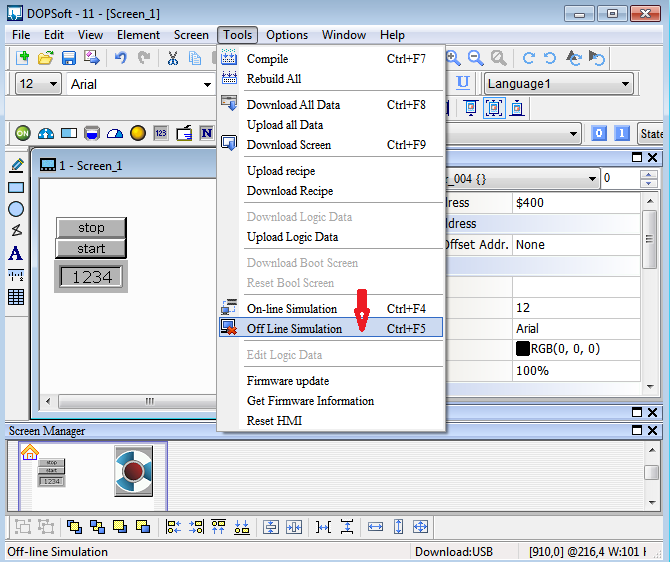 DOPSoft - 11 - [Screen_1]
File Edit View Element Screen Tools Options Window Help
12 Arial
Language1
ON 123 N
0 1 State
Compile Ctrl+F7
Rebuild All
Download All Data Ctrl+F8
Upload all Data
Download Screen Ctrl+F9
Upload recipe
Download Recipe
Download Logic Data
Upload Logic Data
Download Boot Screen
Reset Bool Screen
On-line Simulation Ctrl+F4
Off Line Simulation Ctrl+F5
Edit Logic Data
Firmware update
Get Firmware Information
Reset HMI
1 - Screen_1
stop
start
1234
r_004 {} 0
dress $400
ddress
Offset Addr. None
12
Arial
RGB(0, 0, 0)
100%
A
U
Screen Manager
stop
start
1234
Off-line Simulation Download:USB [910,0] @216,4 W:101 H